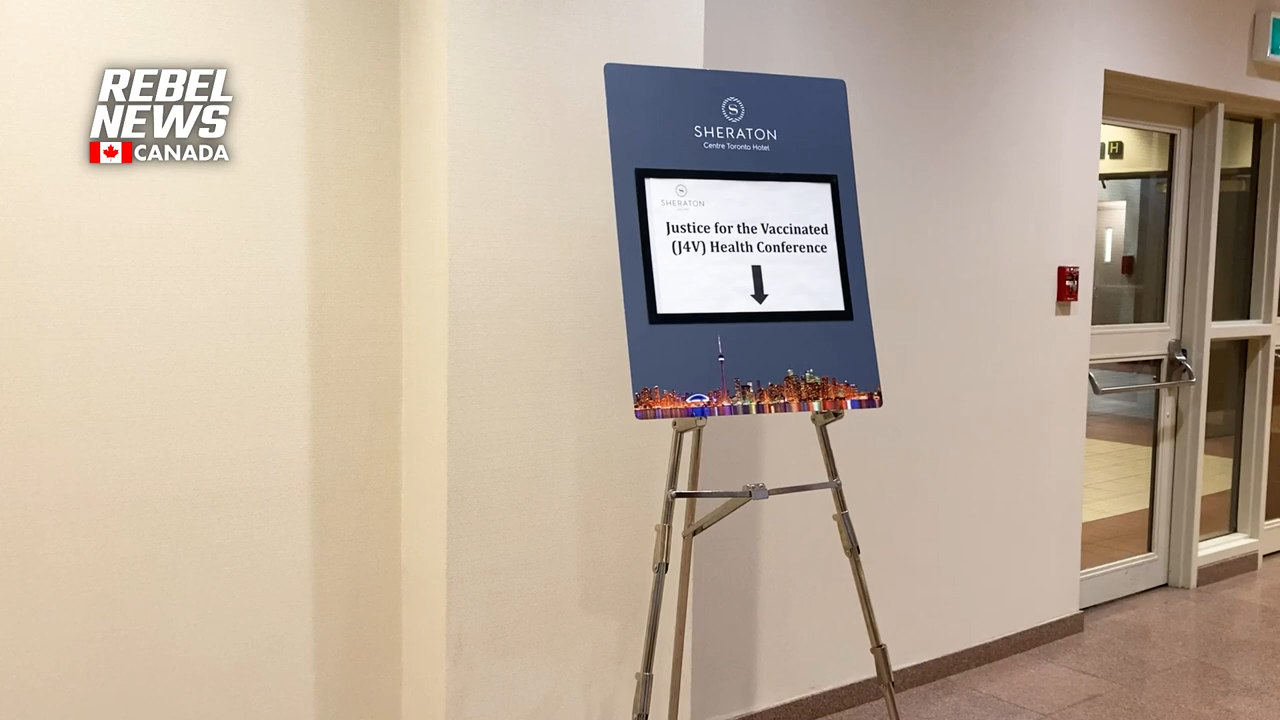 REBEL
NEWS
CANADA
SHERATON
Centre Toronto Hotel
SHERATON
Justice for the Vaccinated
(J4V) Health Conference
H